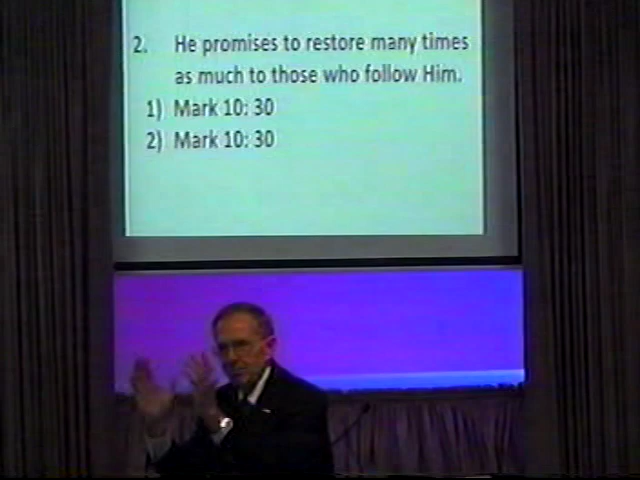 2. He promises to restore many times
as much to those who follow Him.
1) Mark 10: 30
2) Mark 10: 30